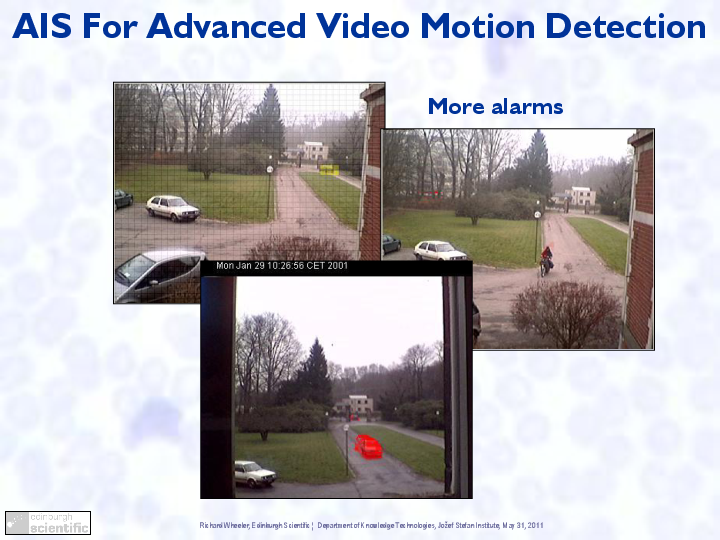 AIS For Advanced Video Motion Detection
More alarms
Mon Jan 29 10:26:56 CET 2001
edinburgh
scientific
Richard Wheeler, Edinburgh Scientific ¦ Department of Knowledge Technologies, Jožef Stefan Institute, May 31, 2011